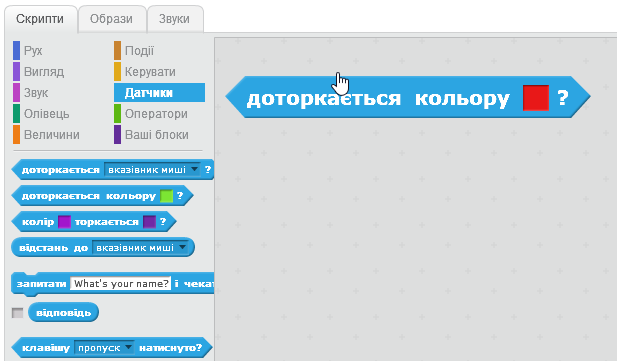 Скрипти Образи Звуки
Рух Події
Вигляд Керувати
Звук Датчики
Олівець Оператори
Величини Ваші блоки
доторкається вказівник миші ?
доторкається кольору ?
колір торкається ?
відстань до вказівник миші
запитати What's your name? і чекат
відповідь
клавішу пропуск натиснуто?
доторкається кольору ?